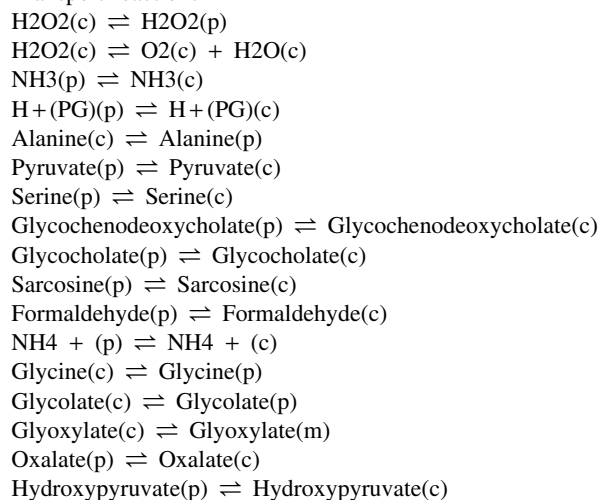 H2O2(c) ⇌ H2O2(p)
H2O2(c) ⇌ O2(c) + H2O(c)
NH3(p) ⇌ NH3(c)
H+(PG)(p) ⇌ H+(PG)(c)
Alanine(c) ⇌ Alanine(p)
Pyruvate(p) ⇌ Pyruvate(c)
Serine(p) ⇌ Serine(c)
Glycochenodeoxycholate(p) ⇌ Glycochenodeoxycholate(c)
Glycocholate(p) ⇌ Glycocholate(c)
Sarcosine(p) ⇌ Sarcosine(c)
Formaldehyde(p) ⇌ Formaldehyde(c)
NH4 + (p) ⇌ NH4 + (c)
Glycine(c) ⇌ Glycine(p)
Glycolate(c) ⇌ Glycolate(p)
Glyoxylate(c) ⇌ Glyoxylate(m)
Oxalate(p) ⇌ Oxalate(c)
Hydroxypyruvate(p) ⇌ Hydroxypyruvate(c)